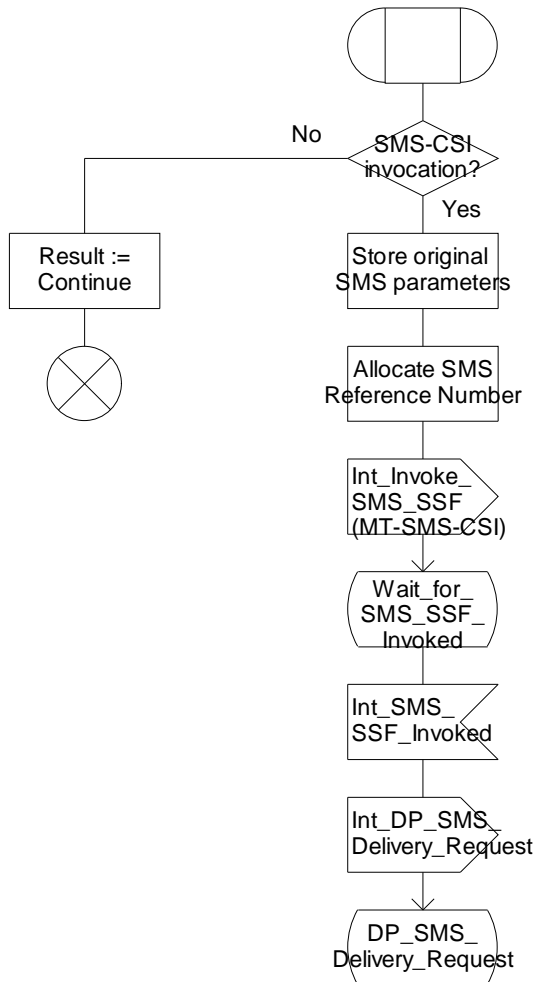 SMS-CSI
invocation?
No
Yes
Result :=
Continue
Store original
SMS parameters
Allocate SMS
Reference Number
Int_Invoke_
SMS_SSF
(MT-SMS-CSI)
Wait_for_
SMS_SSF_
Invoked
Int_SMS_
SSF_Invoked
Int_DP_SMS_
Delivery_Request
DP_SMS_
Delivery_Request